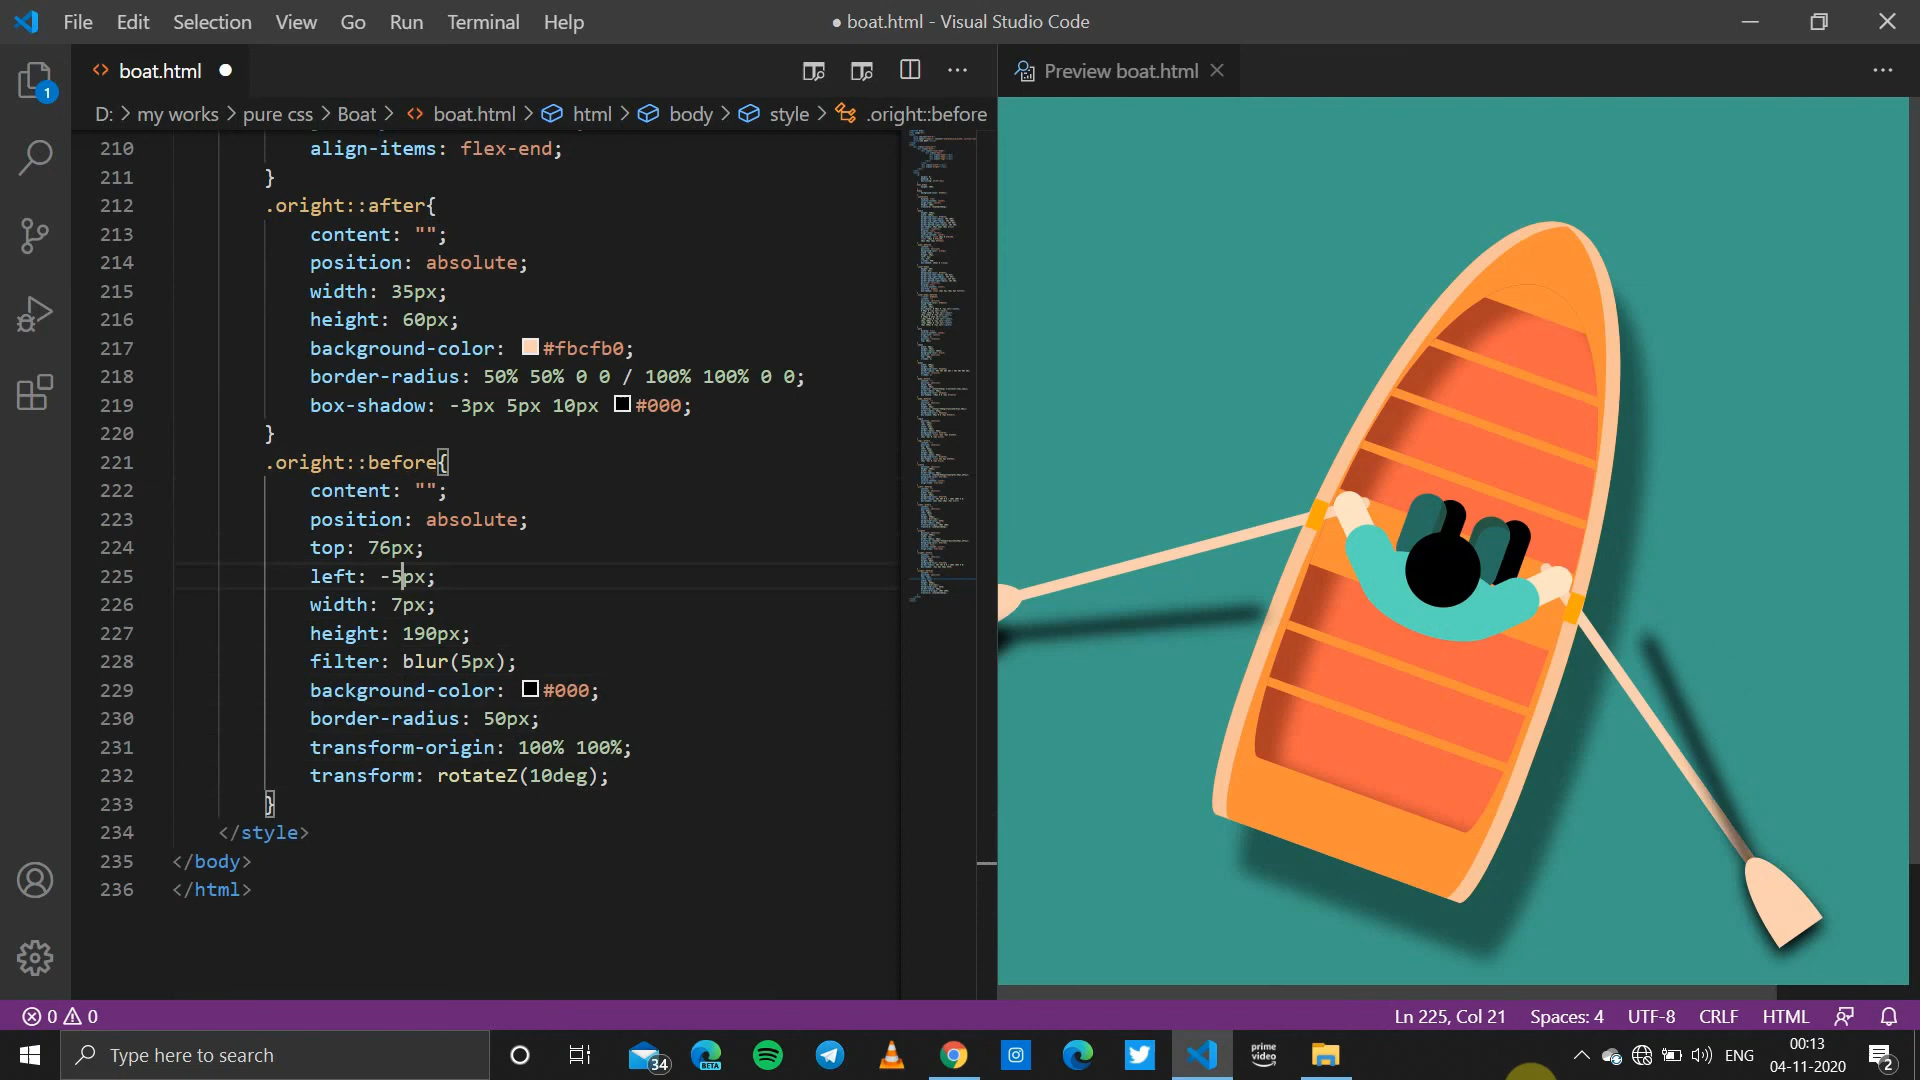 File Edit Selection View Go Run Terminal Help
● boat.html - Visual Studio Code
boat.html
Preview boat.html
D: > my works > pure css > Boat > boat.html > html > body > style > .oright::before
210 align-items: flex-end;
211 }
212 .oright::after{
213 content: "";
214 position: absolute;
215 width: 35px;
216 height: 60px;
217 background-color: #fbcfb0;
218 border-radius: 50% 50% 0 0 / 100% 100% 0 0;
219 box-shadow: -3px 5px 10px #000;
220 }
221 .oright::before{
222 content: "";
223 position: absolute;
224 top: 76px;
225 left: -5px;
226 width: 7px;
227 height: 190px;
228 filter: blur(5px);
229 background-color: #000;
230 border-radius: 50px;
231 transform-origin: 100% 100%;
232 transform: rotateZ(10deg);
233 }
234 </style>
235 </body>
236 </html>
1
0 0
Ln 225, Col 21 Spaces: 4 UTF-8 CRLF HTML
Type here to search
34
BETA
prime video
ENG
00:13
04-11-2020
2